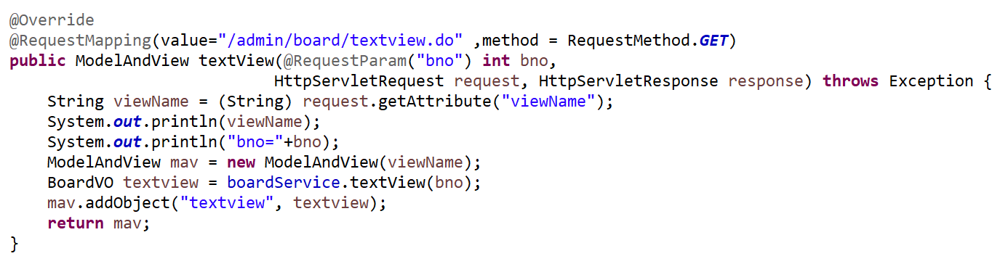 @Override
@RequestMapping(value="/admin/board/textview.do" ,method = RequestMethod.GET)
public ModelAndView textView(@RequestParam("bno") int bno,
                            HttpServletRequest request, HttpServletResponse response) throws Exception {
    String viewName = (String) request.getAttribute("viewName");
    System.out.println(viewName);
    System.out.println("bno="+bno);
    ModelAndView mav = new ModelAndView(viewName);
    BoardVO textview = boardService.textView(bno);
    mav.addObject("textview", textview);
    return mav;
}